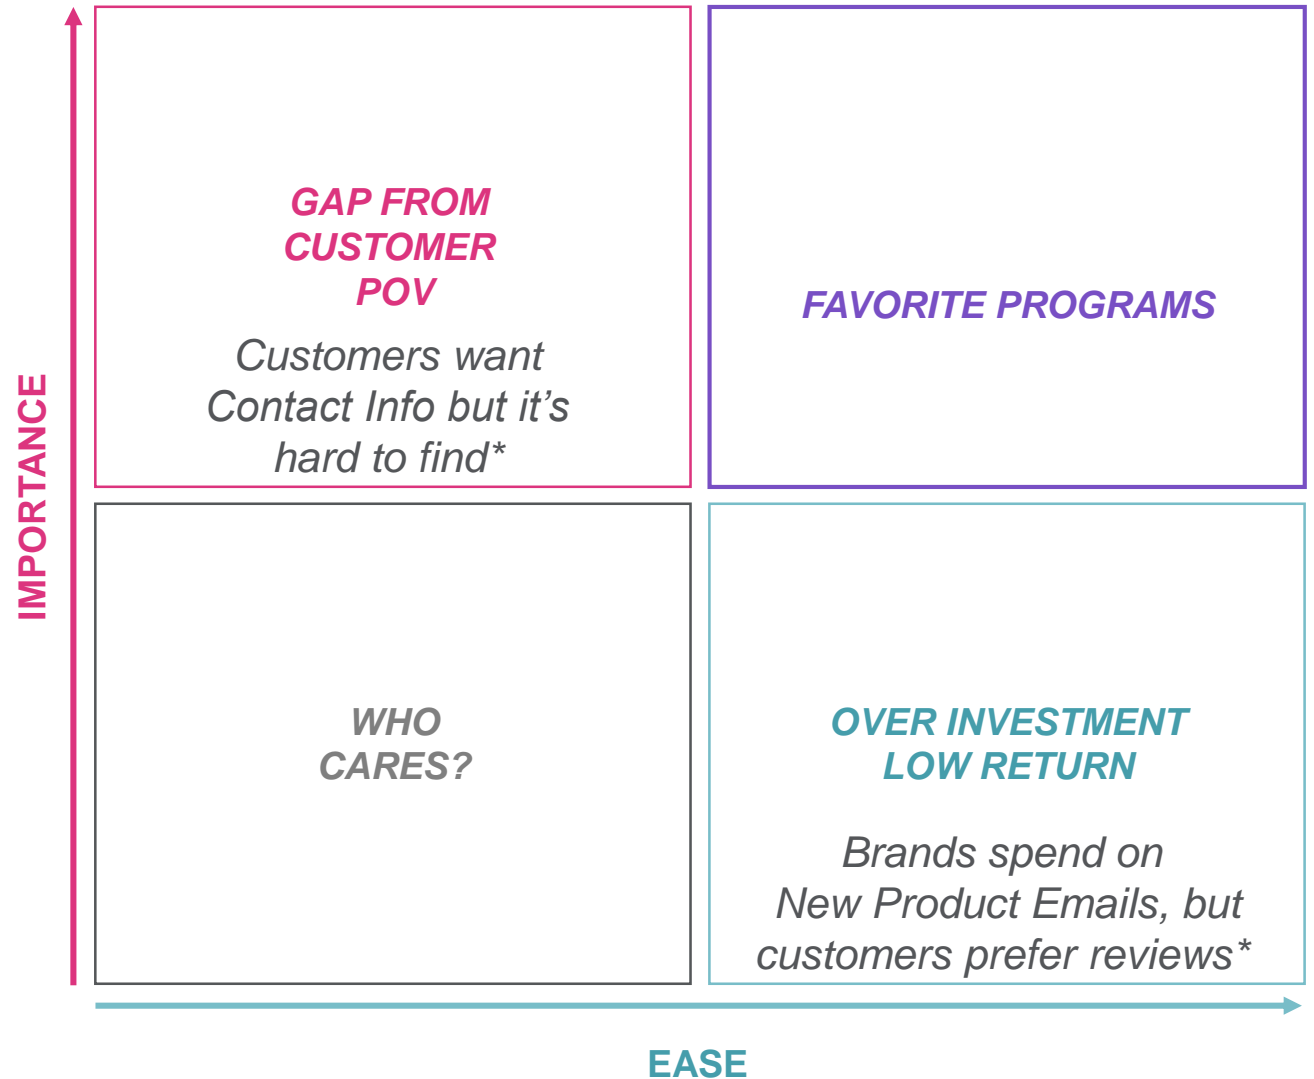 IMPORTANCE
GAP FROM
CUSTOMER
POV
Customers want
Contact Info but it’s
hard to find*
FAVORITE PROGRAMS
WHO
CARES?
OVER INVESTMENT
LOW RETURN
Brands spend on
New Product Emails, but
customers prefer reviews*
EASE